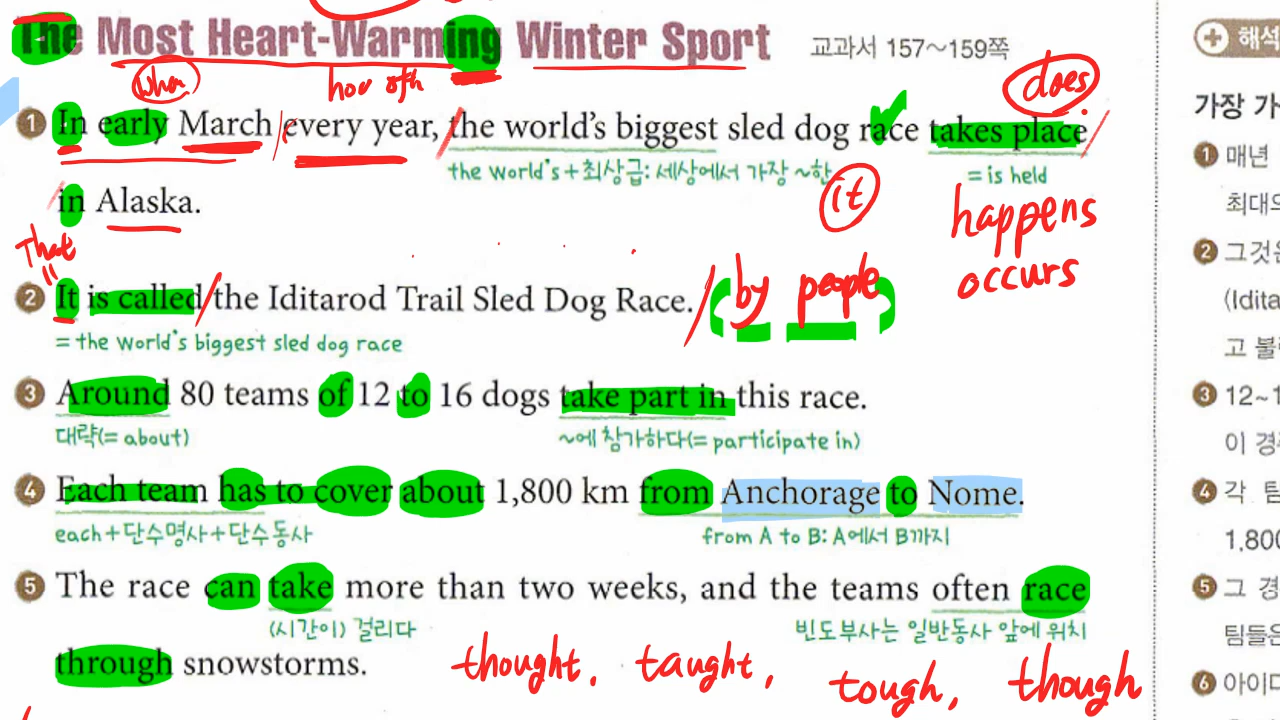 The Most Heart-Warming Winter Sport 교과서 157~159쪽
해석
when how oft does
가장 가
1 In early March every year, the world's biggest sled dog race takes place
1 매년
the world's+최상급: 세상에서 가장 ~한 = is held
최대으
in Alaska. it happens
That
2 그것은
" by people occurs
2 It is called the Iditarod Trail Sled Dog Race.
(Idita
= the world's biggest sled dog race
고 불
3 Around 80 teams of 12 to 16 dogs take part in this race.
3 12~1
대략(= about) ~에 참가하다(= participate in)
이 경
4 Each team has to cover about 1,800 km from Anchorage to Nome.
4 각 팀
each+단수명사+단수동사 from A to B: A에서 B까지
1,800
5 The race can take more than two weeks, and the teams often race
5 그 경
(시간이) 걸리다 빈도부사는 일반동사 앞에 위치
팀들은
through snowstorms. thought, taught, tough, though
6 아이디